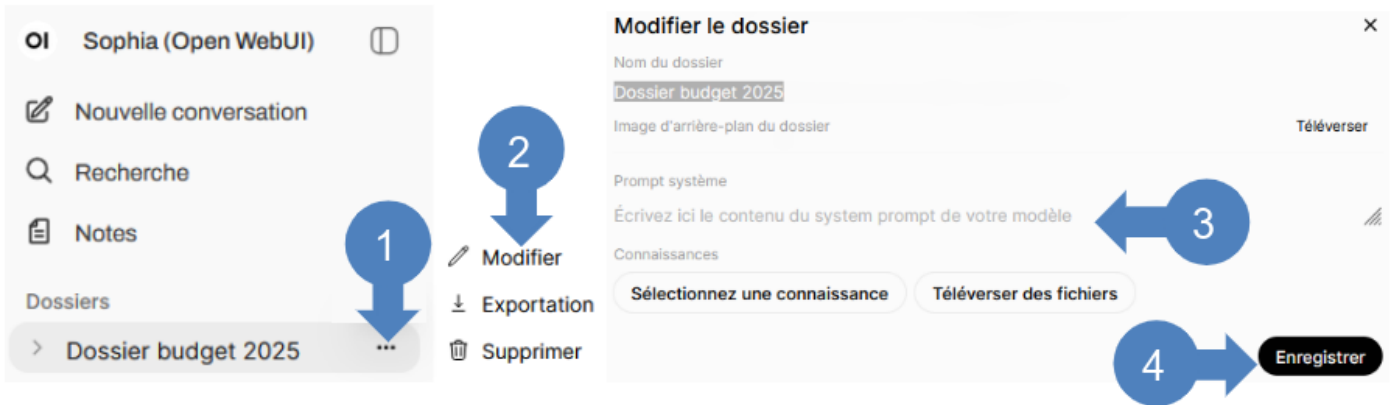 OI Sophia (Open WebUI)
Nouvelle conversation
Recherche
Notes
Dossiers
Dossier budget 2025 ...
1
2
Modifier
Exportation
Supprimer
Modifier le dossier
Nom du dossier
Dossier budget 2025
Image d'arrière-plan du dossier Téléverser
Prompt système
Écrivez ici le contenu du system prompt de votre modèle
3
Connaissances
Sélectionnez une connaissance Téléverser des fichiers
4
Enregistrer